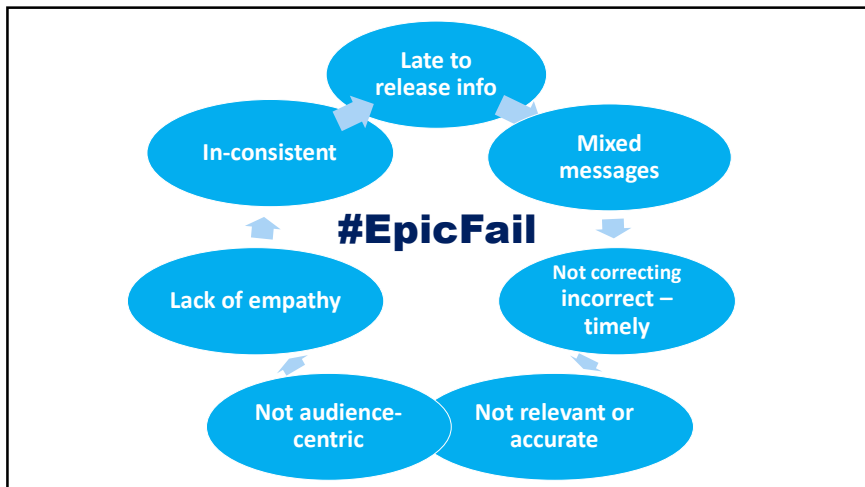 Late to
release info
Mixed
messages
Not correcting
incorrect –
timely
Not relevant or
accurate
Not audience-
centric
Lack of empathy
In-consistent
#EpicFail